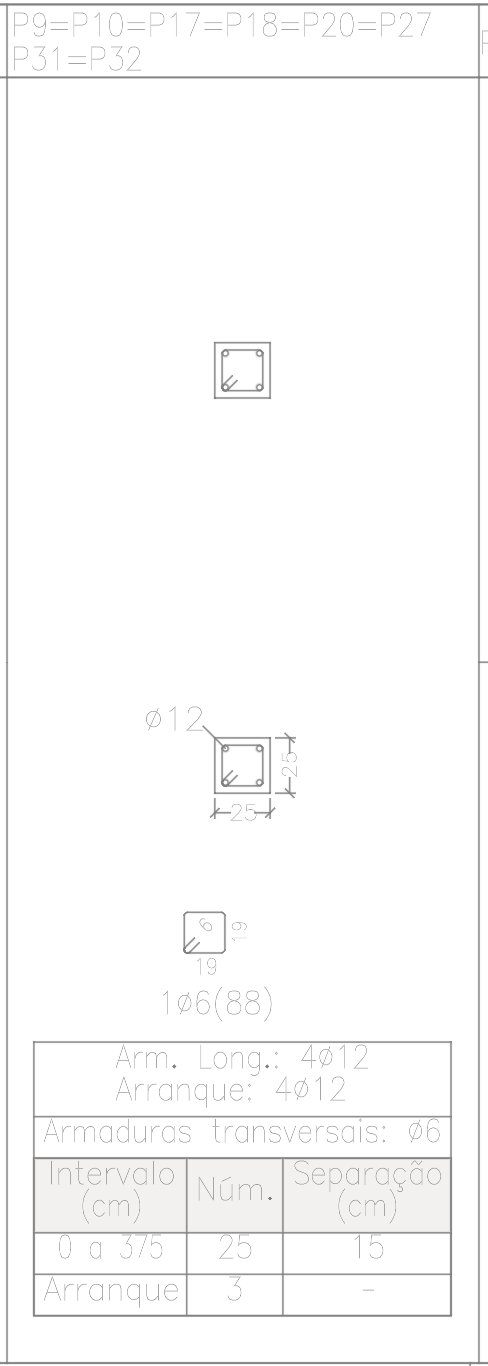 P9=P10=P17=P18=P20=P27
P31=P32
ø12
25
25
6
19
19
1ø6(88)
Arm. Long.: 4ø12
Arranque: 4ø12
Armaduras transversais: ø6
Intervalo (cm) Núm. Separação (cm)
0 a 375 25 15
Arranque 3 -